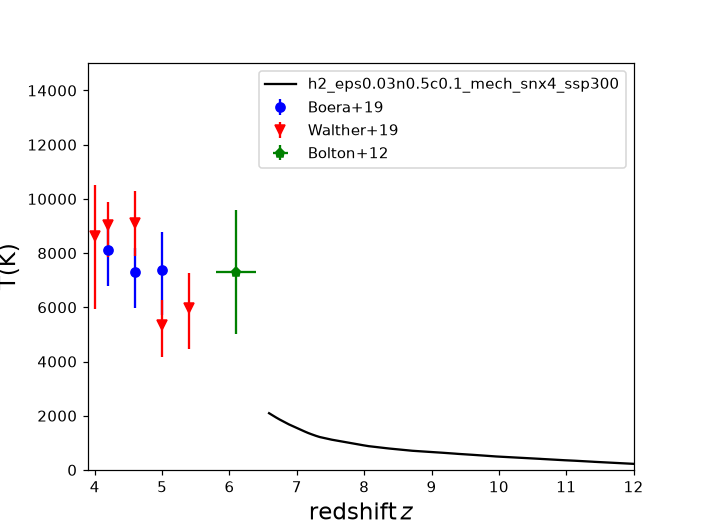 14000
12000
10000
8000
6000
4000
2000
0
T(K)
h2_eps0.03n0.5c0.1_mech_snx4_ssp300
Boera+19
Walther+19
Bolton+12
4 5 6 7 8 9 10 11 12
redshift z